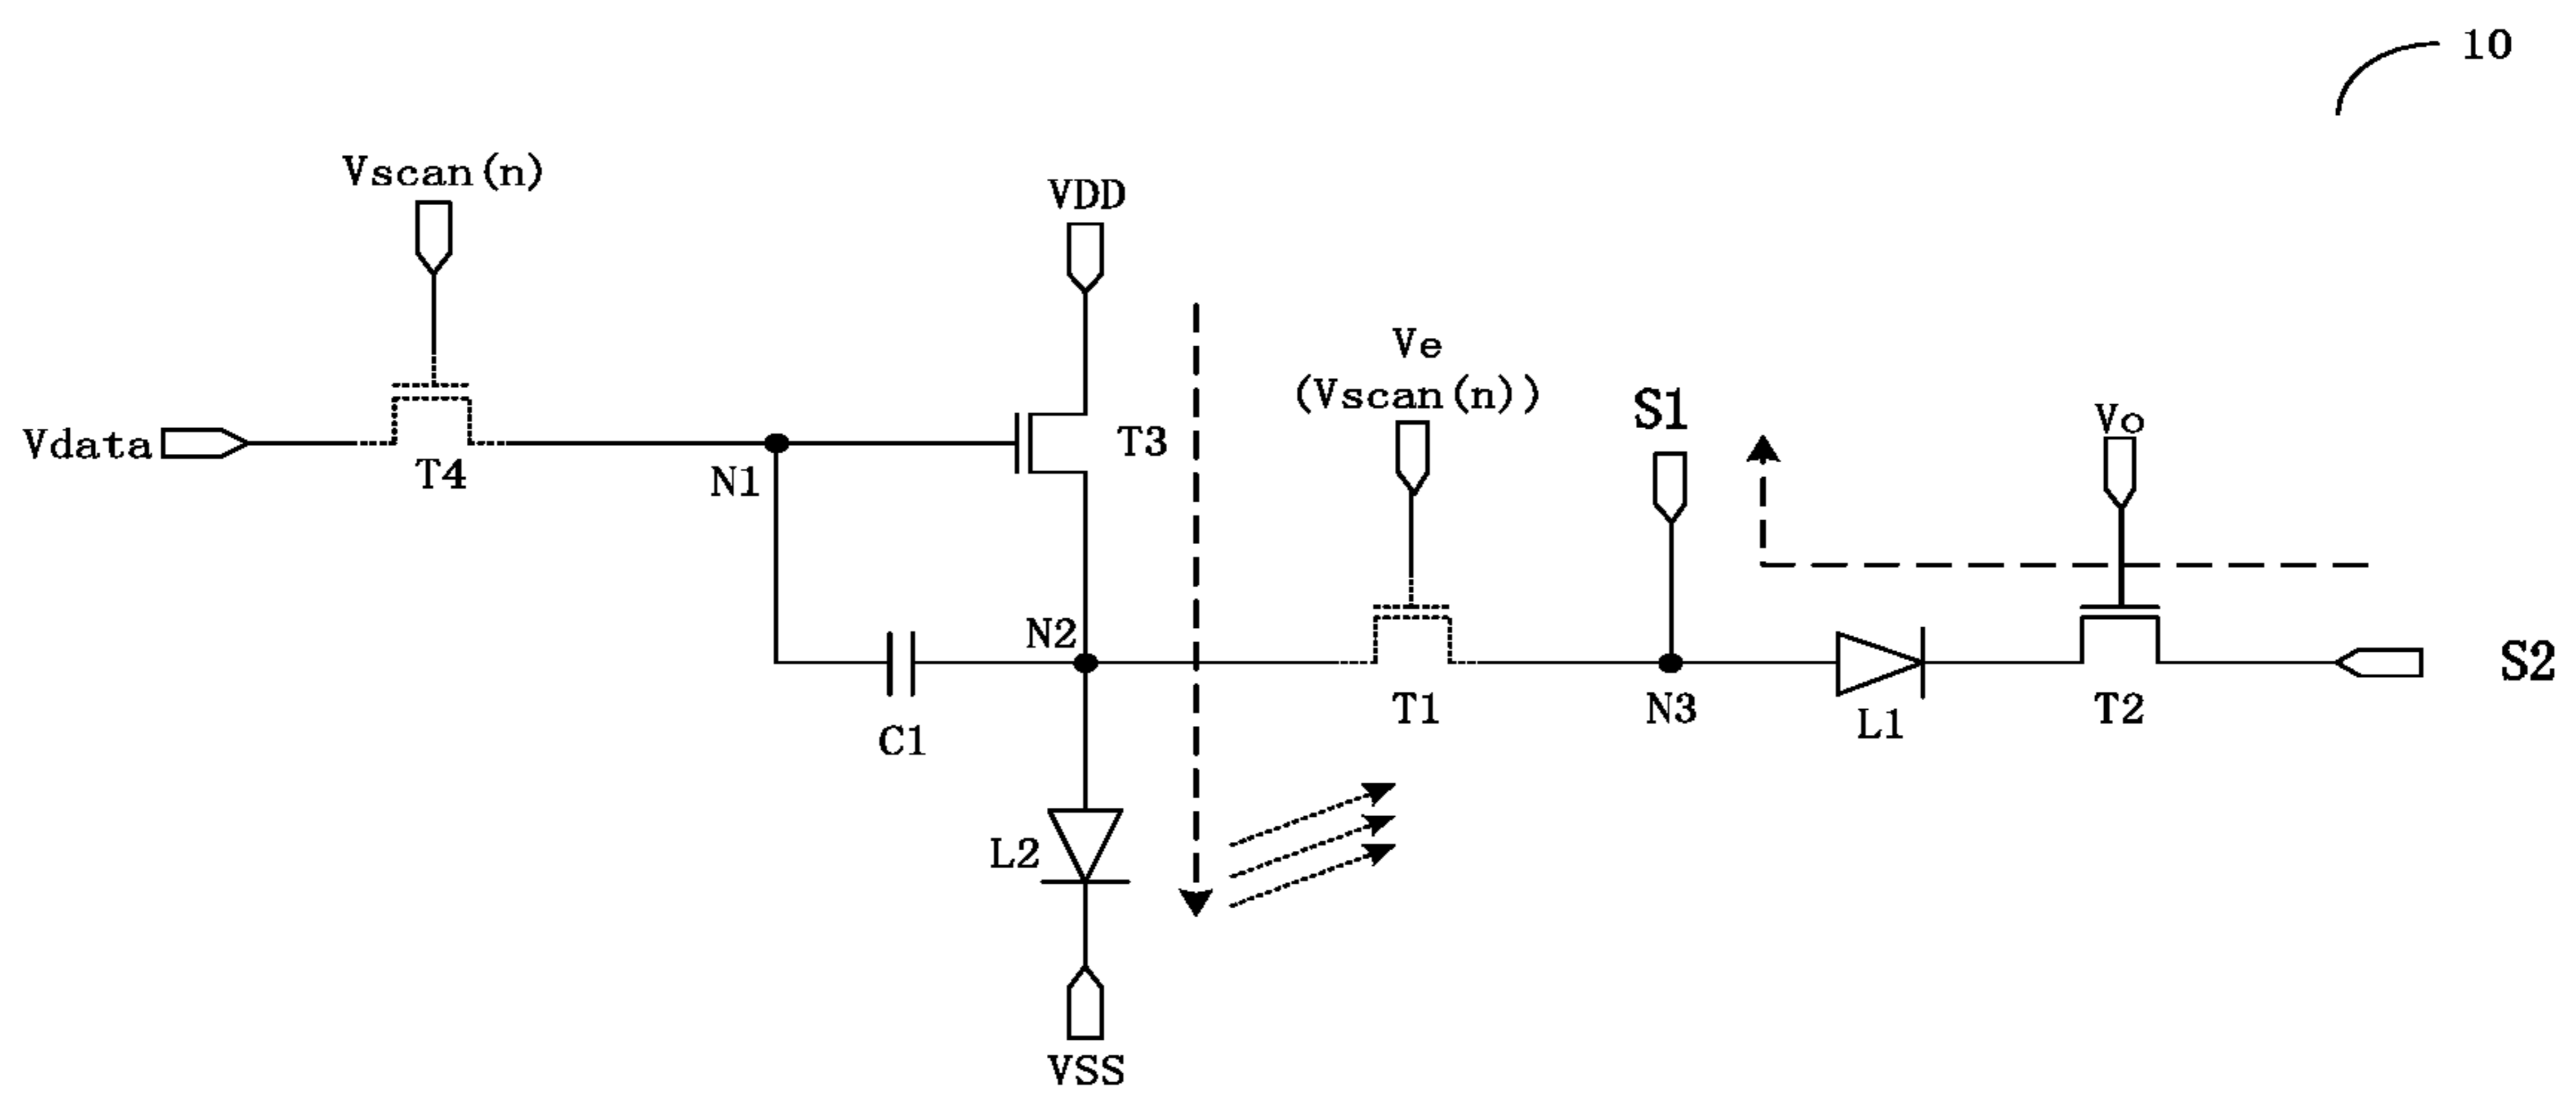 10
Vscan(n)
VDD
Ve
(Vscan(n))
S1
Vo
Vdata
T4
N1
T3
N2
C1
T1
N3
L1
T2
S2
L2
VSS